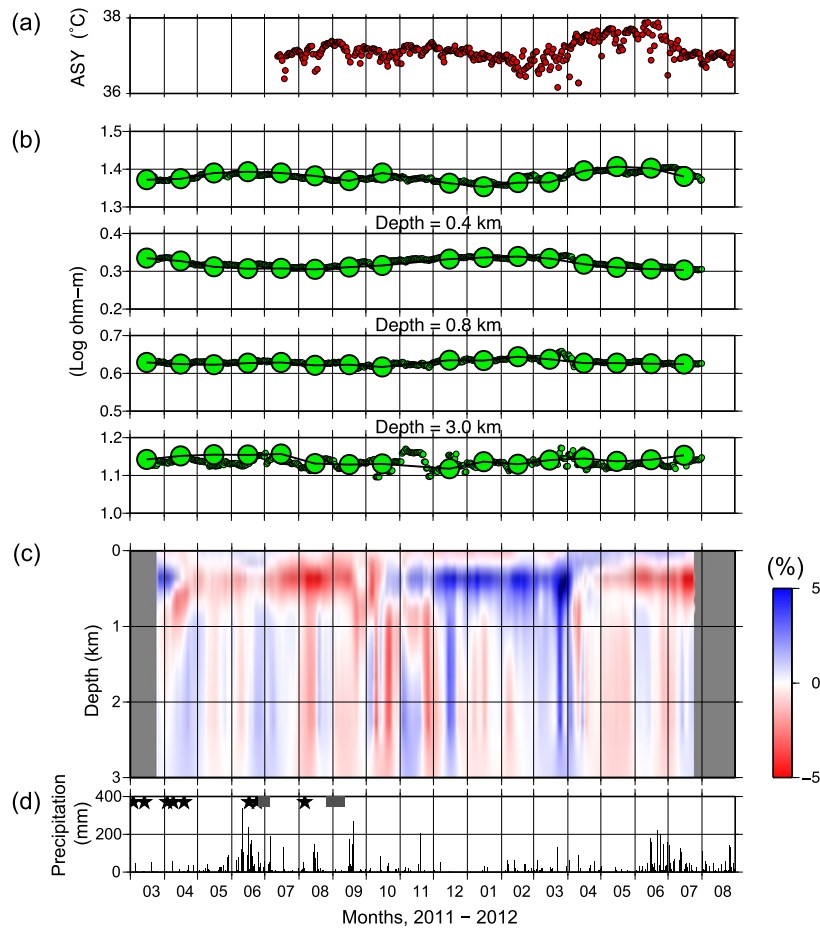 (a)
ASY (°C)
38
36
(b)
(Log ohm−m)
1.5
1.4
1.3
Depth = 0.4 km
0.4
0.3
0.2
Depth = 0.8 km
0.7
0.6
0.5
Depth = 3.0 km
1.2
1.1
1.0
(c)
Depth (km)
0
1
2
3
(%)
5
0
−5
(d)
Precipitation
(mm)
400
200
0
03 04 05 06 07 08 09 10 11 12 01 02 03 04 05 06 07 08
Months, 2011 − 2012